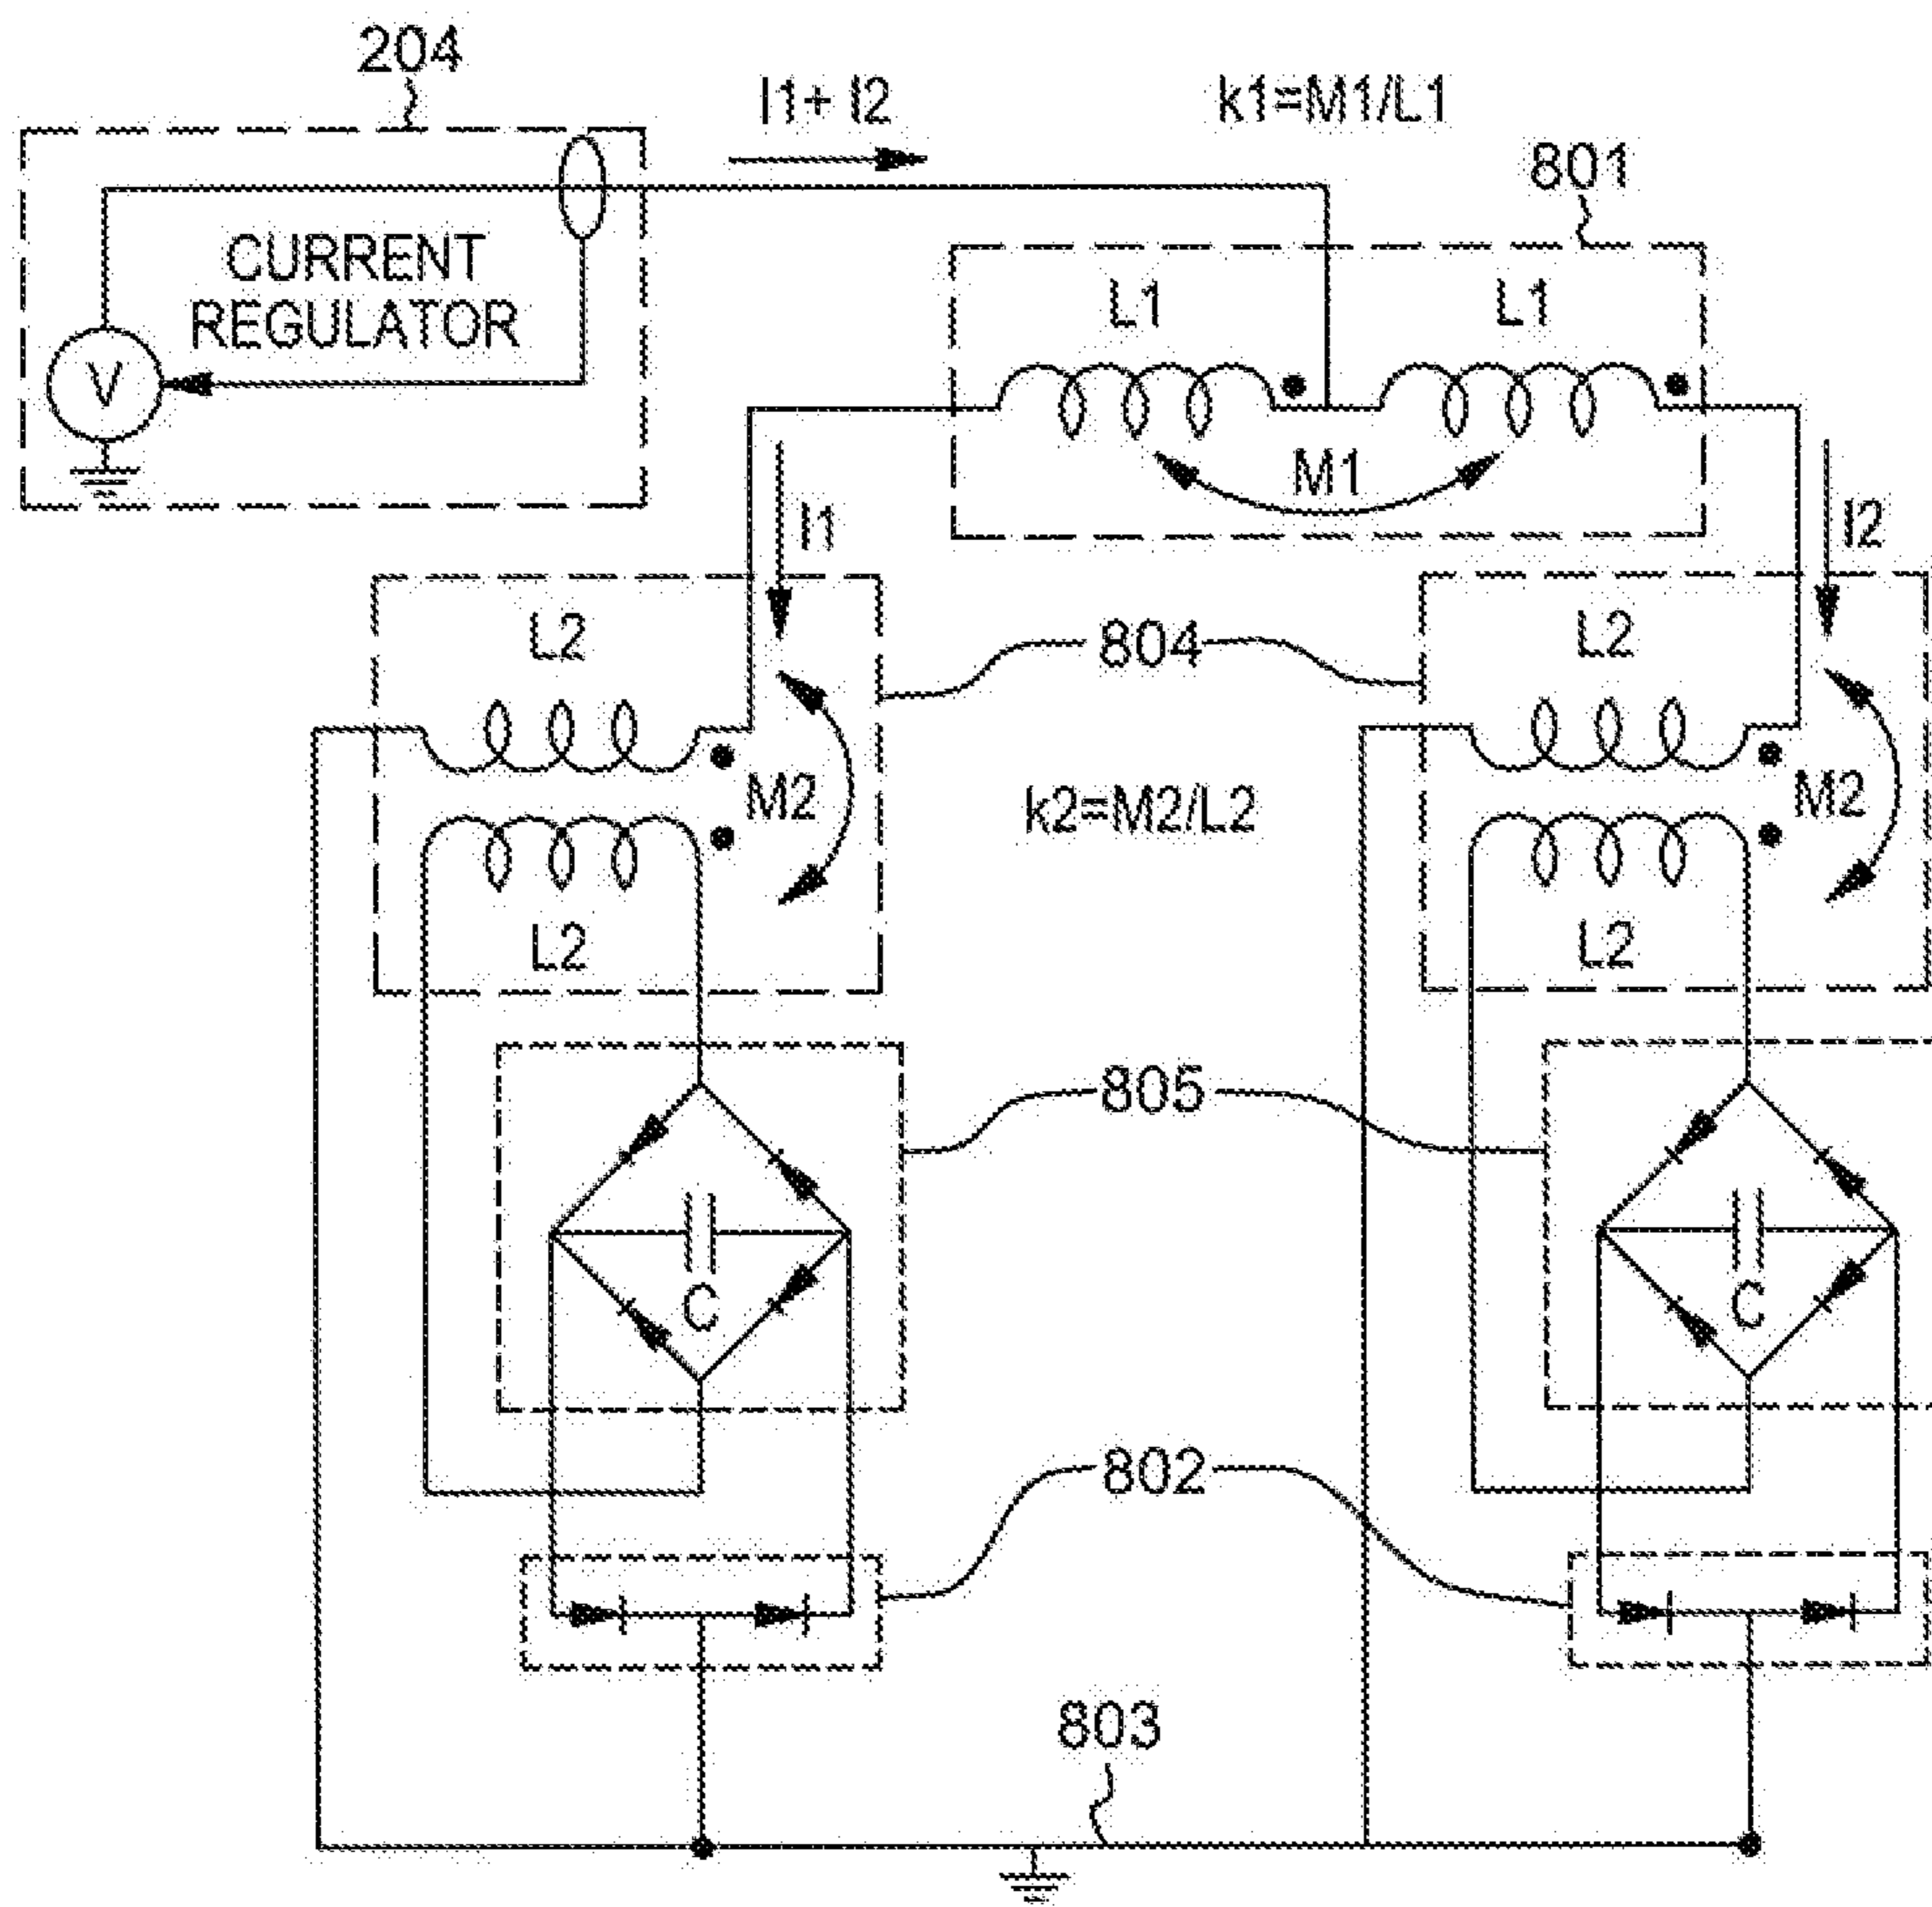 204
I1+ I2
k1=M1/L1
801
CURRENT
REGULATOR
V
L1
L1
M1
I1
I2
L2
804
L2
M2
k2=M2/L2
M2
L2
L2
805
C
C
802
803